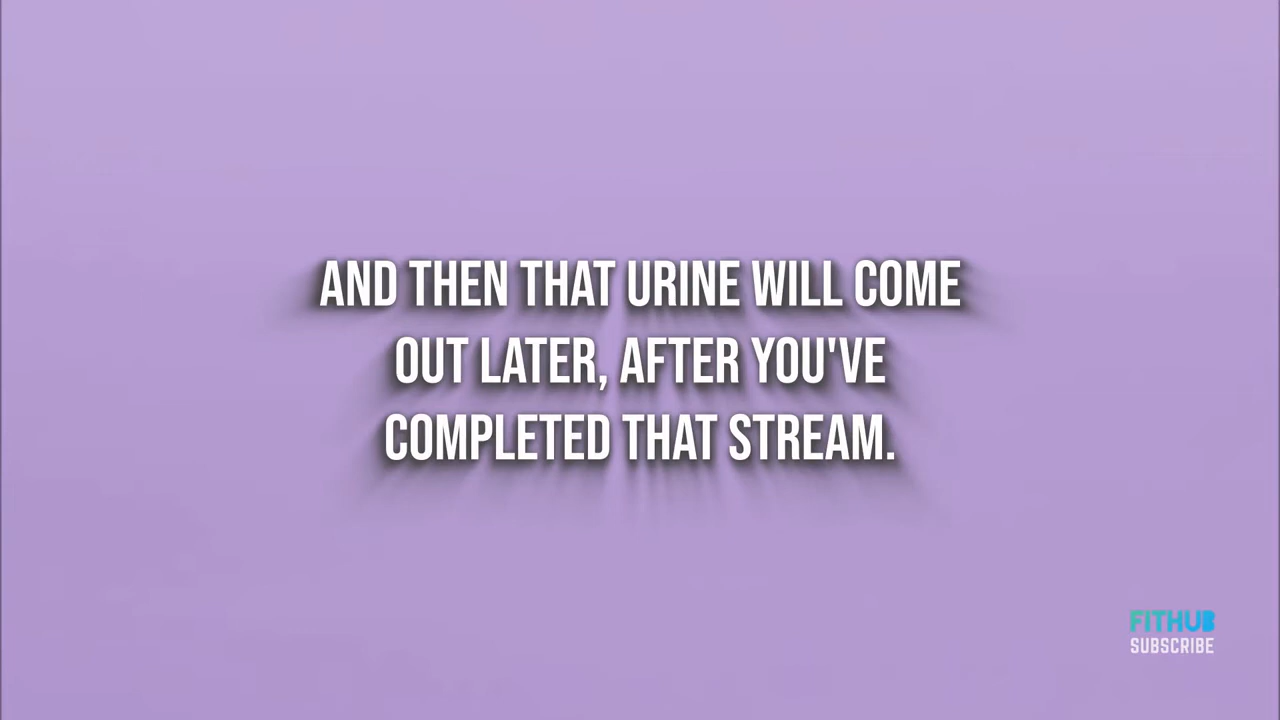 AND THEN THAT URINE WILL COME
OUT LATER, AFTER YOU'VE
COMPLETED THAT STREAM.
FITHUB
SUBSCRIBE